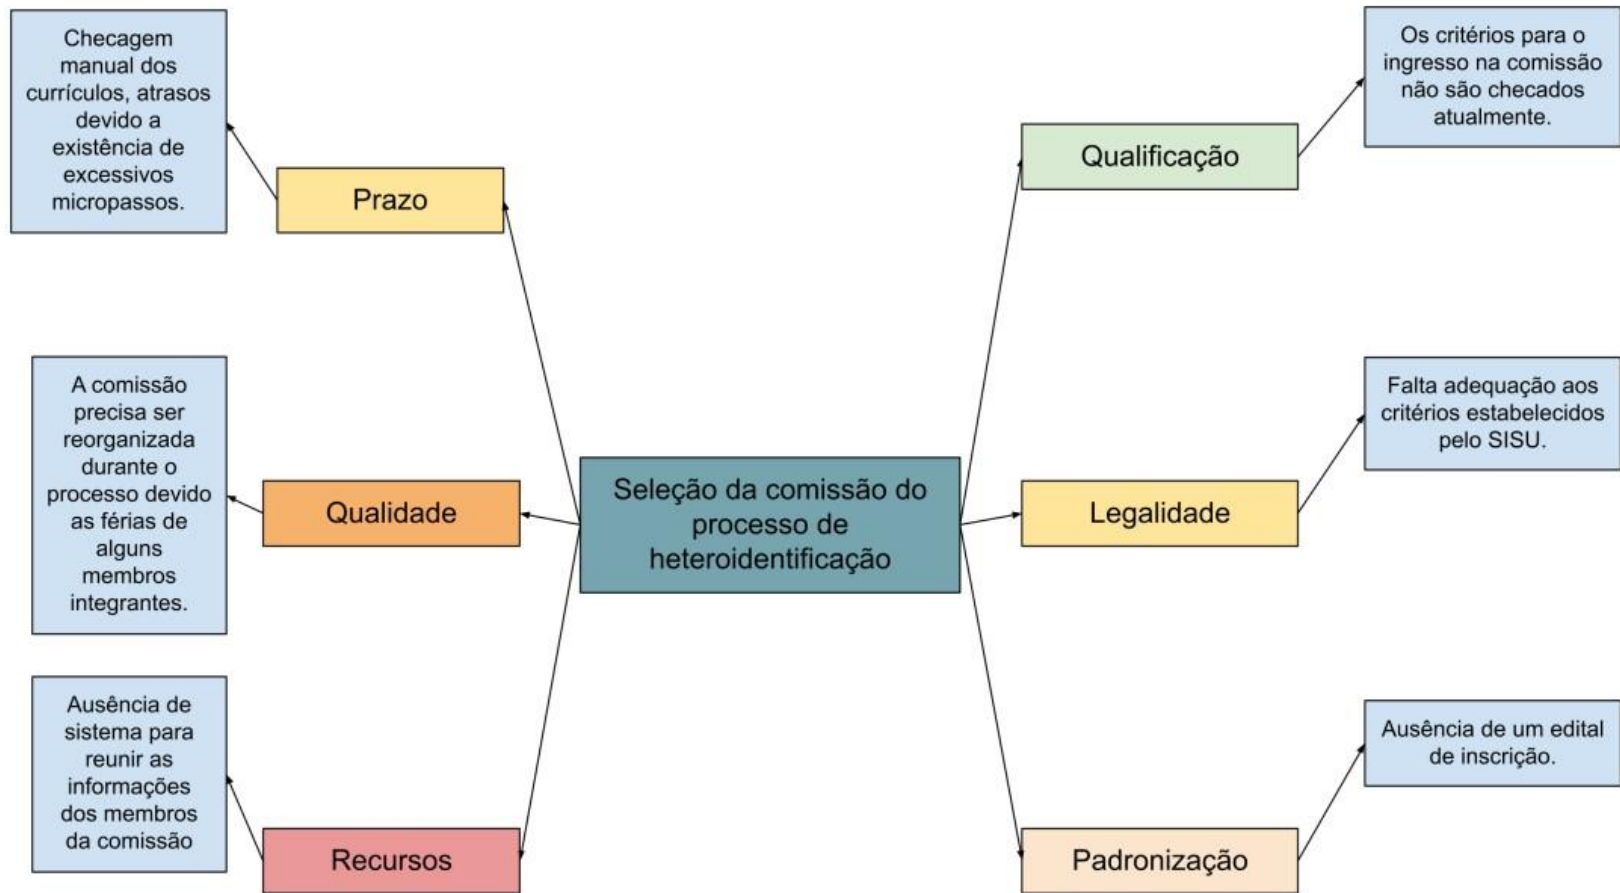 Checagem
manual dos
currículos, atrasos
devido a
existência de
excessivos
micropassos.
Prazo
A comissão
precisa ser
reorganizada
durante o
processo devido
as férias de
alguns
membros
integrantes.
Qualidade
Ausência de
sistema para
reunir as
informações
dos membros
da comissão
Recursos
Seleção da comissão do
processo de
heteroidentificação
Qualificação
Os critérios para o
ingresso na comissão
não são checados
atualmente.
Legalidade
Falta adequação aos
critérios estabelecidos
pelo SISU.
Padronização
Ausência de um edital
de inscrição.